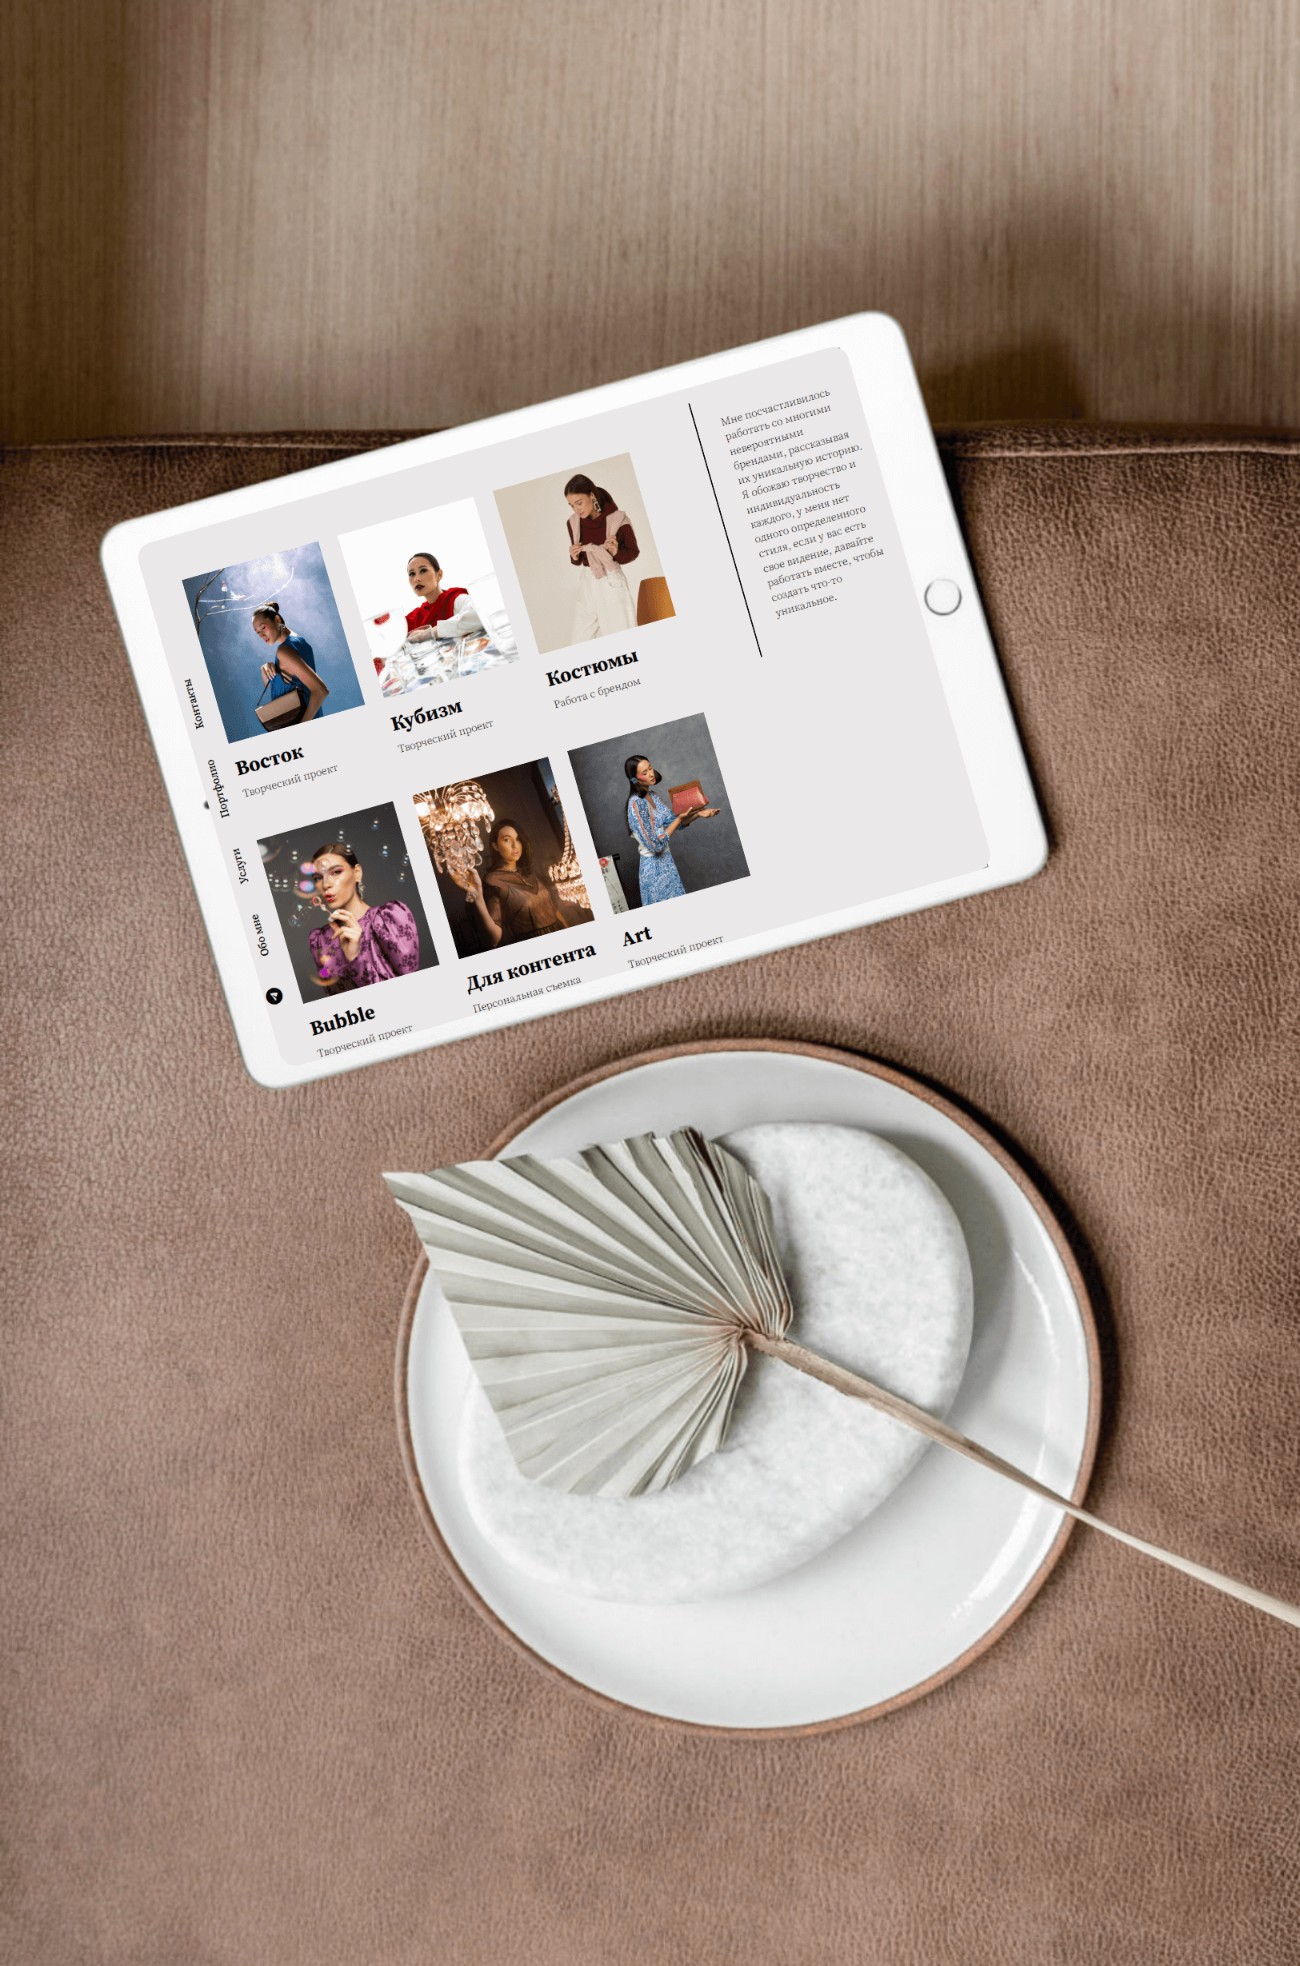 Контакты
Портфолио
Услуги
Обо мне
Восток
Творческий проект
Кубизм
Творческий проект
Костюмы
Работа с брендом
Bubble
Творческий проект
Для контента
Персональная съемка
Art
Творческий проект
Мне посчастливилось
работать со многими
невероятными
брендами, рассказывая
их уникальную историю.
Я обожаю творчество и
индивидуальность
каждого, у меня нет
одного определенного
стиля, если у вас есть
свое видение, давайте
работать вместе, чтобы
создать что-то
уникальное.